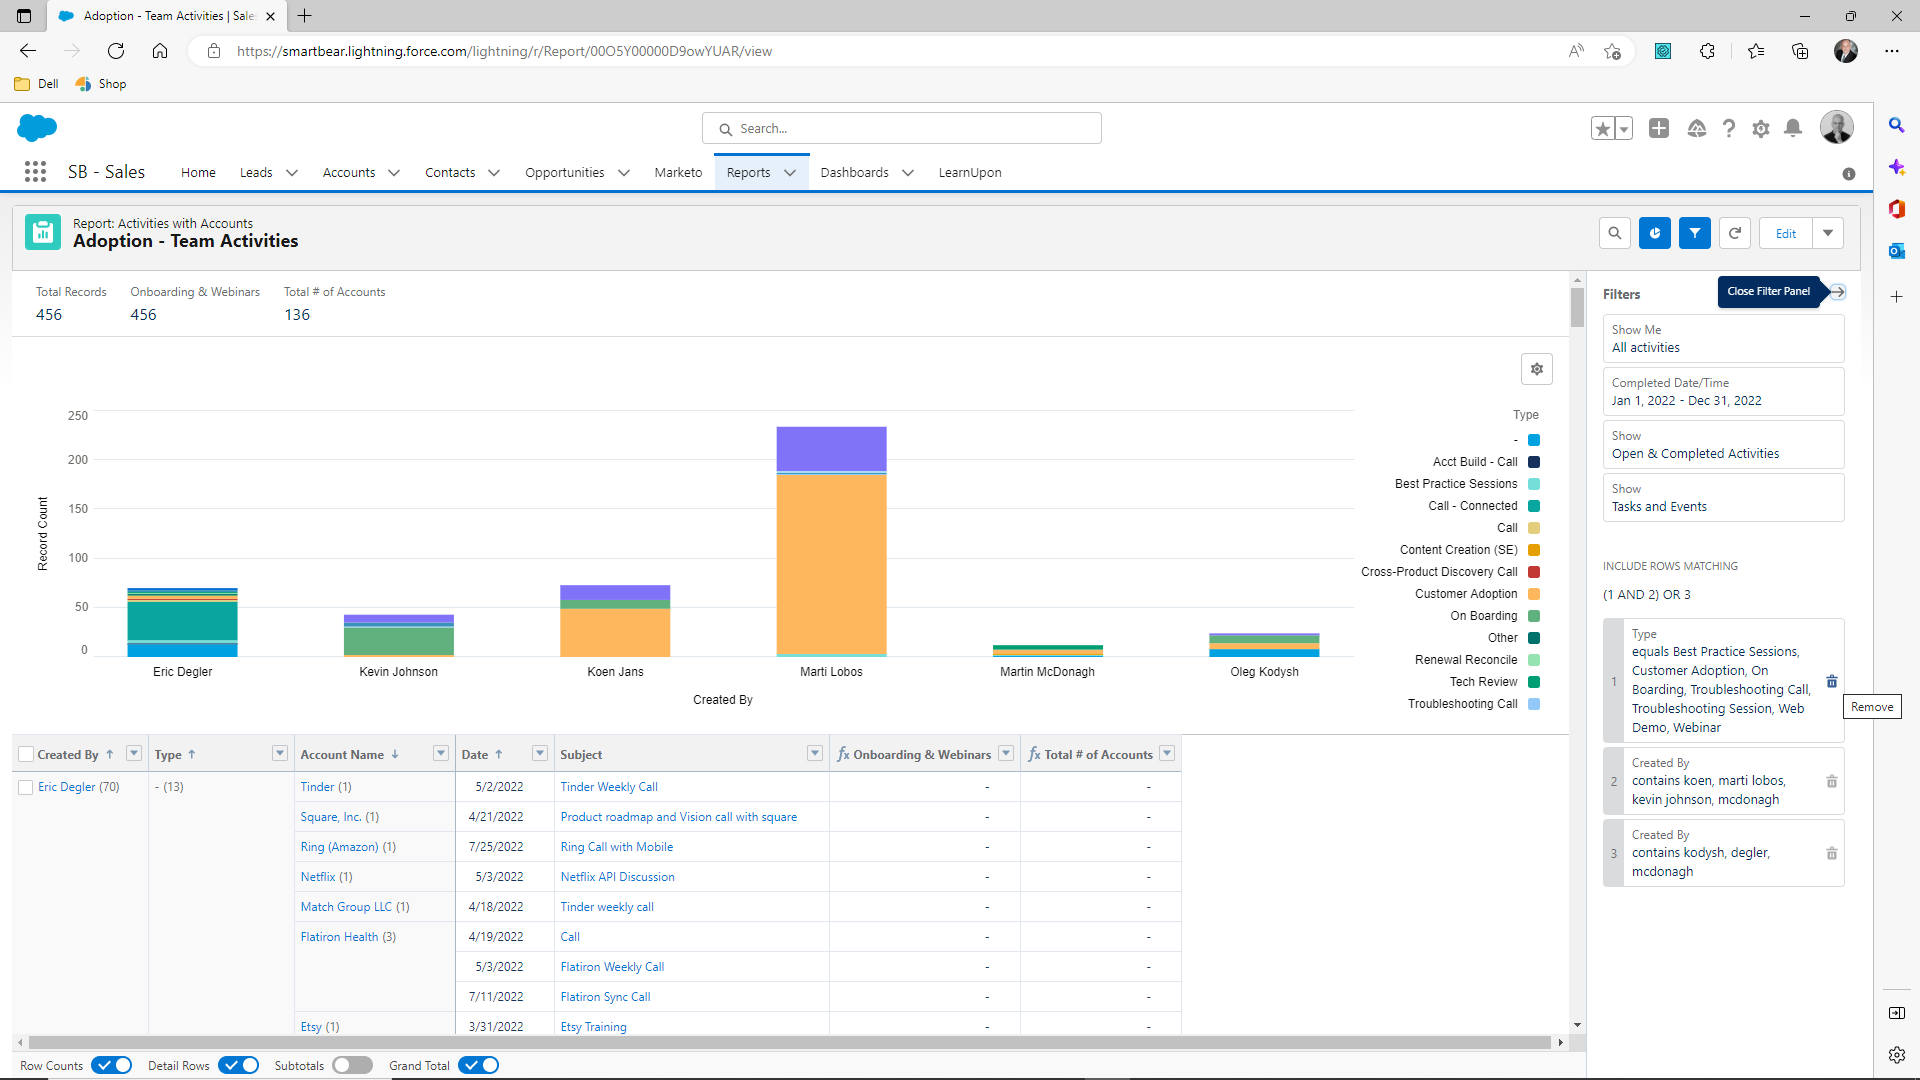 Adoption - Team Activities | Sale
https://smartbear.lightning.force.com/lightning/r/Report/00O5Y00000D9owYUAR/view
Dell
Shop
Search...
SB - Sales
Home
Leads
Accounts
Contacts
Opportunities
Marketo
Reports
Dashboards
LearnUpon
Report: Activities with Accounts
Adoption - Team Activities
Edit
Total Records
456
Onboarding & Webinars
456
Total # of Accounts
136
Record Count
250
200
150
100
50
0
Eric Degler
Kevin Johnson
Koen Jans
Marti Lobos
Martin McDonagh
Oleg Kodysh
Created By
Type
-
Acct Build - Call
Best Practice Sessions
Call - Connected
Call
Content Creation (SE)
Cross-Product Discovery Call
Customer Adoption
On Boarding
Other
Renewal Reconcile
Tech Review
Troubleshooting Call
Filters
Close Filter Panel
Show Me
All activities
Completed Date/Time
Jan 1, 2022 - Dec 31, 2022
Show
Open & Completed Activities
Show
Tasks and Events
INCLUDE ROWS MATCHING
(1 AND 2) OR 3
1
Type
equals Best Practice Sessions,
Customer Adoption, On
Boarding, Troubleshooting Call,
Troubleshooting Session, Web
Demo, Webinar
Remove
2
Created By
contains koen, marti lobos,
kevin johnson, mcdonagh
3
Created By
contains kodysh, degler,
mcdonagh
Created By ↑ Type ↑ Account Name ↓ Date ↑ Subject fx Onboarding & Webinars fx Total # of Accounts
Eric Degler (70) - (13) Tinder (1) 5/2/2022 Tinder Weekly Call - -
Square, Inc. (1) 4/21/2022 Product roadmap and Vision call with square - -
Ring (Amazon) (1) 7/25/2022 Ring Call with Mobile - -
Netflix (1) 5/3/2022 Netflix API Discussion - -
Match Group LLC (1) 4/18/2022 Tinder weekly call - -
Flatiron Health (3) 4/19/2022 Call - -
5/3/2022 Flatiron Weekly Call - -
7/11/2022 Flatiron Sync Call - -
Etsy (1) 3/31/2022 Etsy Training - -
Row Counts
Detail Rows
Subtotals
Grand Total